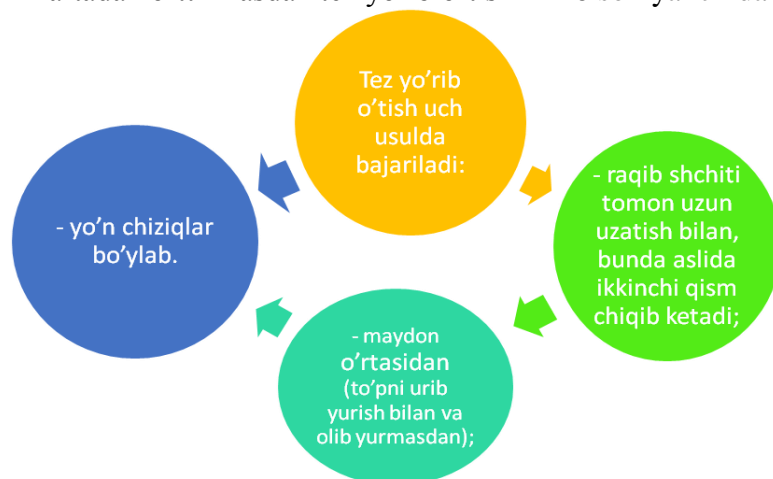 Tez yo’rib
o’tish uch
usulda
bajariladi:
- raqib shchiti
tomon uzun
uzatish bilan,
bunda aslida
ikkinchi qism
chiqib ketadi;
- maydon
o’rtasidan
(to’pni urib
yurish bilan va
olib yurmasdan);
- yo’n chiziqlar
bo’ylab.